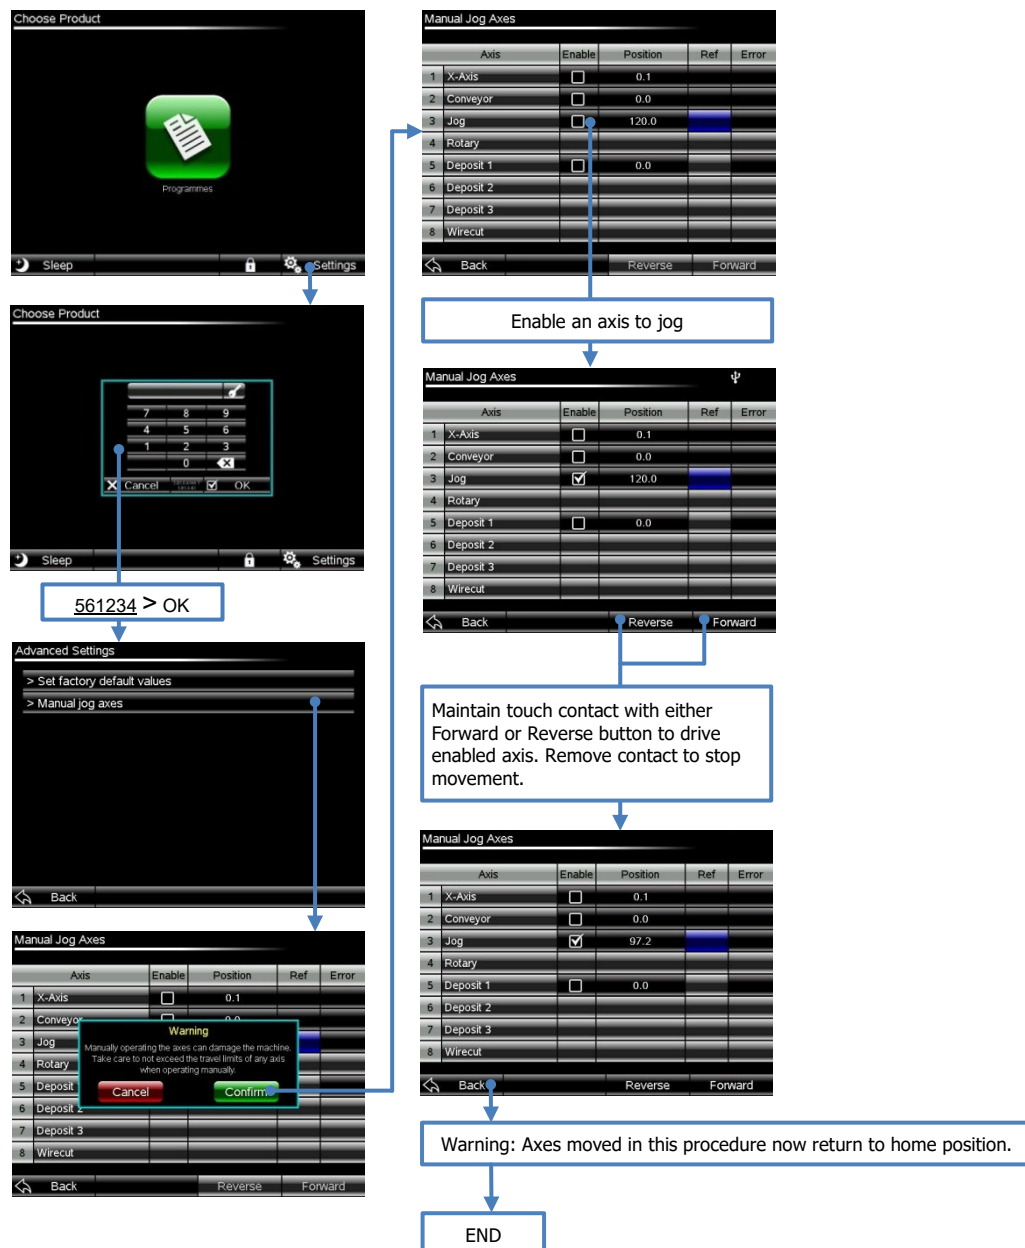 Choose Product
Programmes
Sleep
Settings
Choose Product
7 8 9
4 5 6
1 2 3
0
Cancel
OK
Sleep
Settings
561234 > OK
Advanced Settings
> Set factory default values
> Manual jog axes
Back
Manual Jog Axes
Axis Enable Position Ref Error
1 X-Axis 0.1
2 Conveyor 0.0
3 Jog
4 Rotary
5 Deposit
6 Deposit 2
7 Deposit 3
8 Wirecut
Warning
Manually operating the axes can damage the machine.
Take care to not exceed the travel limits of any axis
when operating manually.
Cancel
Confirm
Back Reverse Forward
Manual Jog Axes
Axis Enable Position Ref Error
1 X-Axis 0.1
2 Conveyor 0.0
3 Jog 120.0
4 Rotary
5 Deposit 1 0.0
6 Deposit 2
7 Deposit 3
8 Wirecut
Back Reverse Forward
Enable an axis to jog
Manual Jog Axes
Axis Enable Position Ref Error
1 X-Axis 0.1
2 Conveyor 0.0
3 Jog 120.0
4 Rotary
5 Deposit 1 0.0
6 Deposit 2
7 Deposit 3
8 Wirecut
Back Reverse Forward
Maintain touch contact with either
Forward or Reverse button to drive
enabled axis. Remove contact to stop
movement.
Manual Jog Axes
Axis Enable Position Ref Error
1 X-Axis 0.1
2 Conveyor 0.0
3 Jog 97.2
4 Rotary
5 Deposit 1 0.0
6 Deposit 2
7 Deposit 3
8 Wirecut
Back Reverse Forward
Warning: Axes moved in this procedure now return to home position.
END